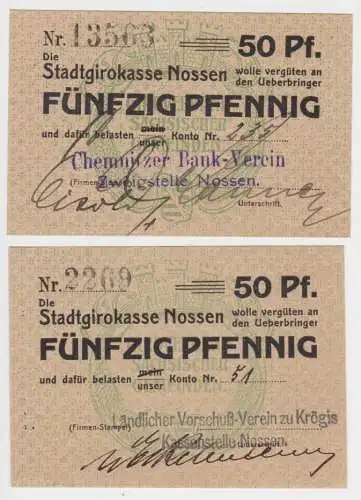 Nr. 13563 50 Pf.
Die
Stadtgirokasse Nossen wolle vergüten an
den Ueberbringer
FÜNFZIG PFENNIG
und dafür belasten mein Konto Nr. 235
unser
Chemnitzer Bank-Verein
(Firmen-
Zweigstelle Nossen.
Unterschrift.
Nr. 2269 50 Pf.
Die
Stadtgirokasse Nossen wolle vergüten an
den Ueberbringer
FÜNFZIG PFENNIG
und dafür belasten mein Konto Nr. 51
unser
Ländlicher Vorschuß-Verein zu Krögis
(Firmen-Stempel)
Kassenstelle Nossen.